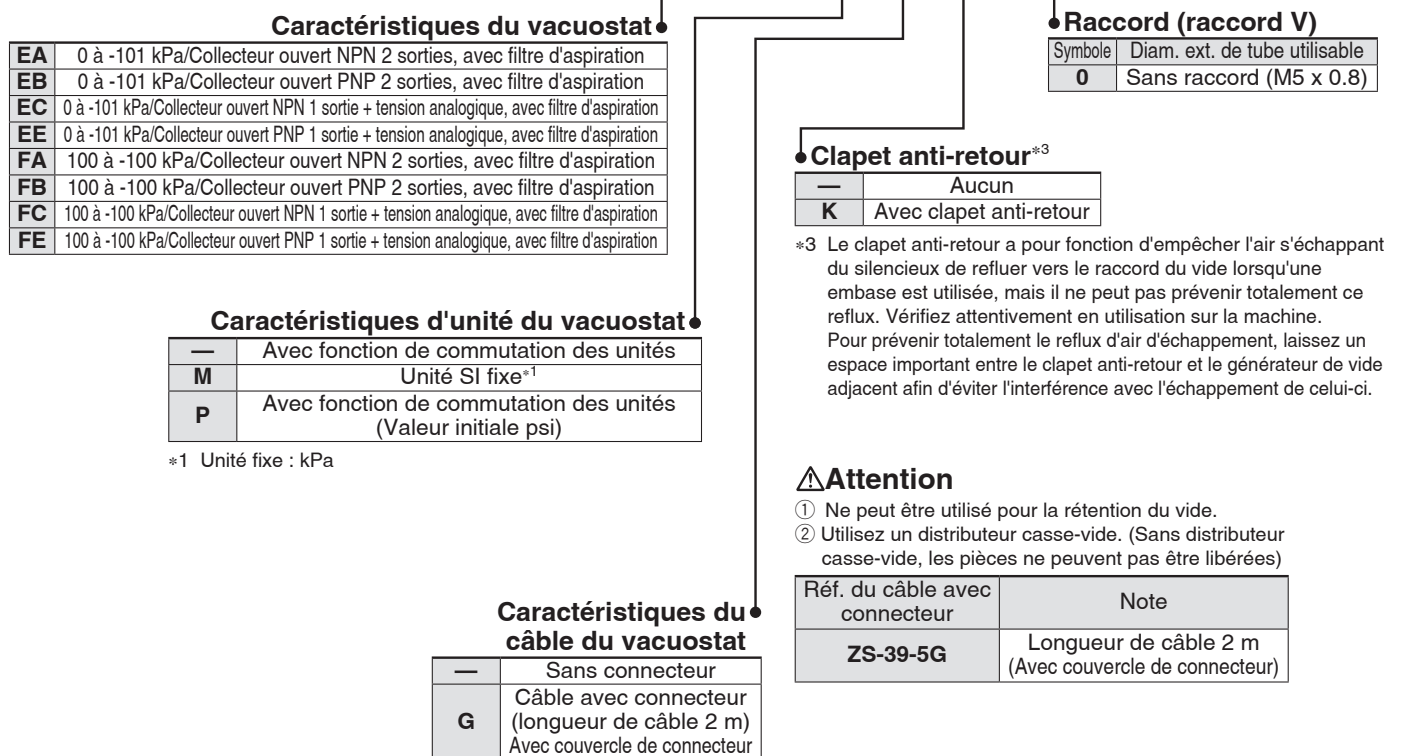 Caractéristiques du vacuostat
EA 0 à -101 kPa/Collecteur ouvert NPN 2 sorties, avec filtre d'aspiration
EB 0 à -101 kPa/Collecteur ouvert PNP 2 sorties, avec filtre d'aspiration
EC 0 à -101 kPa/Collecteur ouvert NPN 1 sortie + tension analogique, avec filtre d'aspiration
EE 0 à -101 kPa/Collecteur ouvert PNP 1 sortie + tension analogique, avec filtre d'aspiration
FA 100 à -100 kPa/Collecteur ouvert NPN 2 sorties, avec filtre d'aspiration
FB 100 à -100 kPa/Collecteur ouvert PNP 2 sorties, avec filtre d'aspiration
FC 100 à -100 kPa/Collecteur ouvert NPN 1 sortie + tension analogique, avec filtre d'aspiration
FE 100 à -100 kPa/Collecteur ouvert PNP 1 sortie + tension analogique, avec filtre d'aspiration
Caractéristiques d'unité du vacuostat
— Avec fonction de commutation des unités
M Unité SI fixe*1
P Avec fonction de commutation des unités
(Valeur initiale psi)
*1 Unité fixe : kPa
Caractéristiques du
câble du vacuostat
— Sans connecteur
G Câble avec connecteur
(longueur de câble 2 m)
Avec couvercle de connecteur
Raccord (raccord V)
Symbole Diam. ext. de tube utilisable
0 Sans raccord (M5 x 0.8)
Clapet anti-retour*3
— Aucun
K Avec clapet anti-retour
*3 Le clapet anti-retour a pour fonction d'empêcher l'air s'échappant
du silencieux de refluer vers le raccord du vide lorsqu'une
embase est utilisée, mais il ne peut pas prévenir totalement ce
reflux. Vérifiez attentivement en utilisation sur la machine.
Pour prévenir totalement le reflux d'air d'échappement, laissez un
espace important entre le clapet anti-retour et le générateur de vide
adjacent afin d'éviter l'interférence avec l'échappement de celui-ci.
⚠Attention
① Ne peut être utilisé pour la rétention du vide.
② Utilisez un distributeur casse-vide. (Sans distributeur
casse-vide, les pièces ne peuvent pas être libérées)
Réf. du câble avec
connecteur Note
ZS-39-5G Longueur de câble 2 m
(Avec couvercle de connecteur)